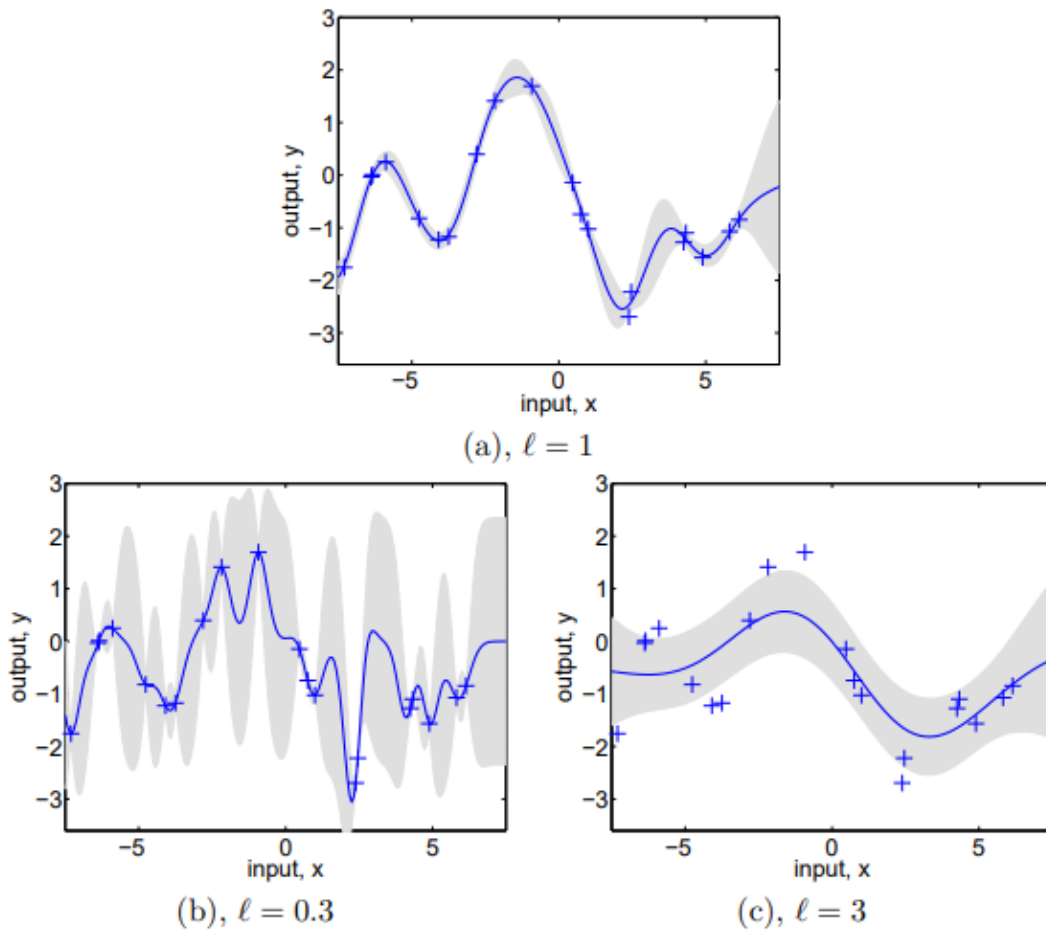 3
2
1
0
−1
−2
−3
output, y
−5 0 5
input, x
(a), ℓ = 1
3
2
1
0
−1
−2
−3
output, y
−5 0 5
input, x
(b), ℓ = 0.3
3
2
1
0
−1
−2
−3
output, y
−5 0 5
input, x
(c), ℓ = 3